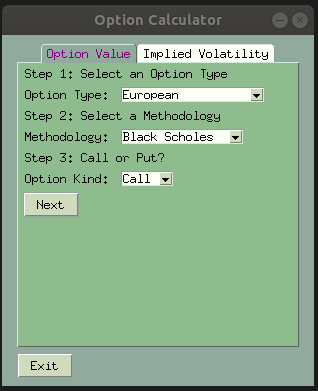 Option Calculator
Option Value Implied Volatility
Step 1: Select an Option Type
Option Type: European
Step 2: Select a Methodology
Methodology: Black Scholes
Step 3: Call or Put?
Option Kind: Call
Next
Exit